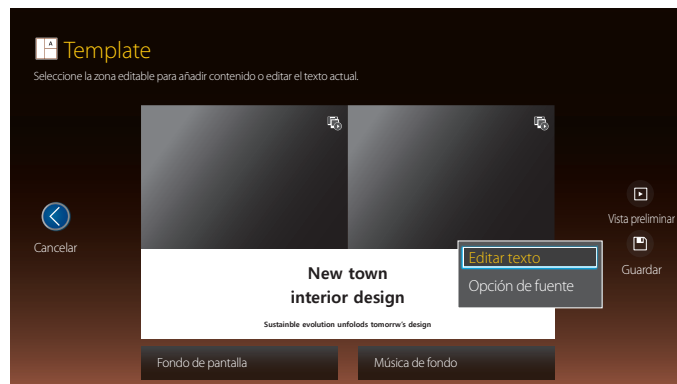 Template
Seleccione la zona editable para añadir contenido o editar el texto actual.
Cancelar
New town
interior design
Sustainble evolution unfolods tomorrw's design
Editar texto
Opción de fuente
Vista preliminar
Guardar
Fondo de pantalla
Música de fondo